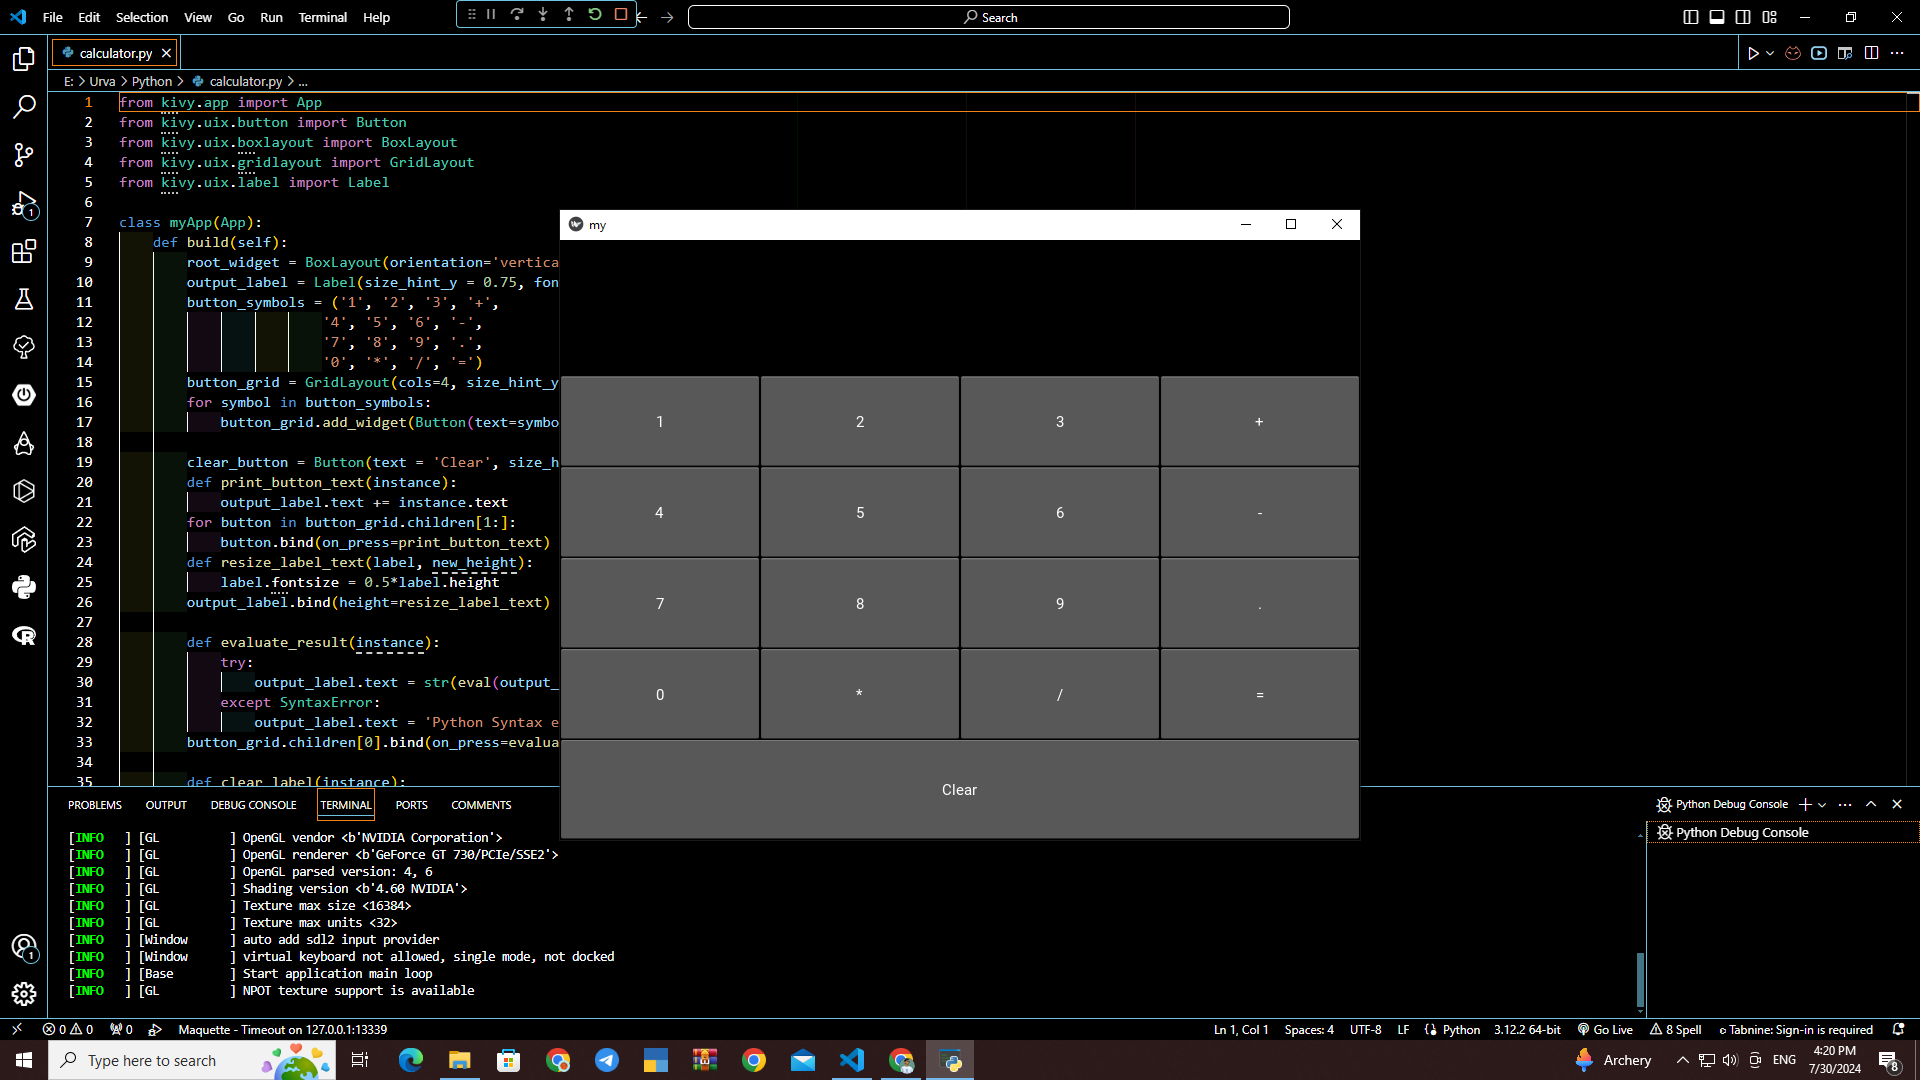 File Edit Selection View Go Run Terminal Help
Search
calculator.py
E: > Urva > Python > calculator.py > ...
1 from kivy.app import App
2 from kivy.uix.button import Button
3 from kivy.uix.boxlayout import BoxLayout
4 from kivy.uix.gridlayout import GridLayout
5 from kivy.uix.label import Label
6
7 class myApp(App):
8 def build(self):
9 root_widget = BoxLayout(orientation='vertica
10 output_label = Label(size_hint_y = 0.75, fon
11 button_symbols = ('1', '2', '3', '+',
12 '4', '5', '6', '-',
13 '7', '8', '9', '.',
14 '0', '*', '/', '=')
15 button_grid = GridLayout(cols=4, size_hint_y
16 for symbol in button_symbols:
17 button_grid.add_widget(Button(text=symbo
18
19 clear_button = Button(text = 'Clear', size_h
20 def print_button_text(instance):
21 output_label.text += instance.text
22 for button in button_grid.children[1:]:
23 button.bind(on_press=print_button_text)
24 def resize_label_text(label, new_height):
25 label.fontsize = 0.5*label.height
26 output_label.bind(height=resize_label_text)
27
28 def evaluate_result(instance):
29 try:
30 output_label.text = str(eval(output_
31 except SyntaxError:
32 output_label.text = 'Python Syntax e
33 button_grid.children[0].bind(on_press=evalua
34
35 def clear_label(instance):
my
1 2 3 +
4 5 6 -
7 8 9 .
0 * / =
Clear
PROBLEMS OUTPUT DEBUG CONSOLE TERMINAL PORTS COMMENTS
Python Debug Console
Python Debug Console
[INFO ] [GL ] OpenGL vendor <b'NVIDIA Corporation'>
[INFO ] [GL ] OpenGL renderer <b'GeForce GT 730/PCIe/SSE2'>
[INFO ] [GL ] OpenGL parsed version: 4, 6
[INFO ] [GL ] Shading version <b'4.60 NVIDIA'>
[INFO ] [GL ] Texture max size <16384>
[INFO ] [GL ] Texture max units <32>
[INFO ] [Window ] auto add sdl2 input provider
[INFO ] [Window ] virtual keyboard not allowed, single mode, not docked
[INFO ] [Base ] Start application main loop
[INFO ] [GL ] NPOT texture support is available
0 0 0 Maquette - Timeout on 127.0.0.1:13339 Ln 1, Col 1 Spaces: 4 UTF-8 LF Python 3.12.2 64-bit Go Live 8 Spell Tabnine: Sign-in is required
Type here to search
Archery
ENG
4:20 PM
7/30/2024
8